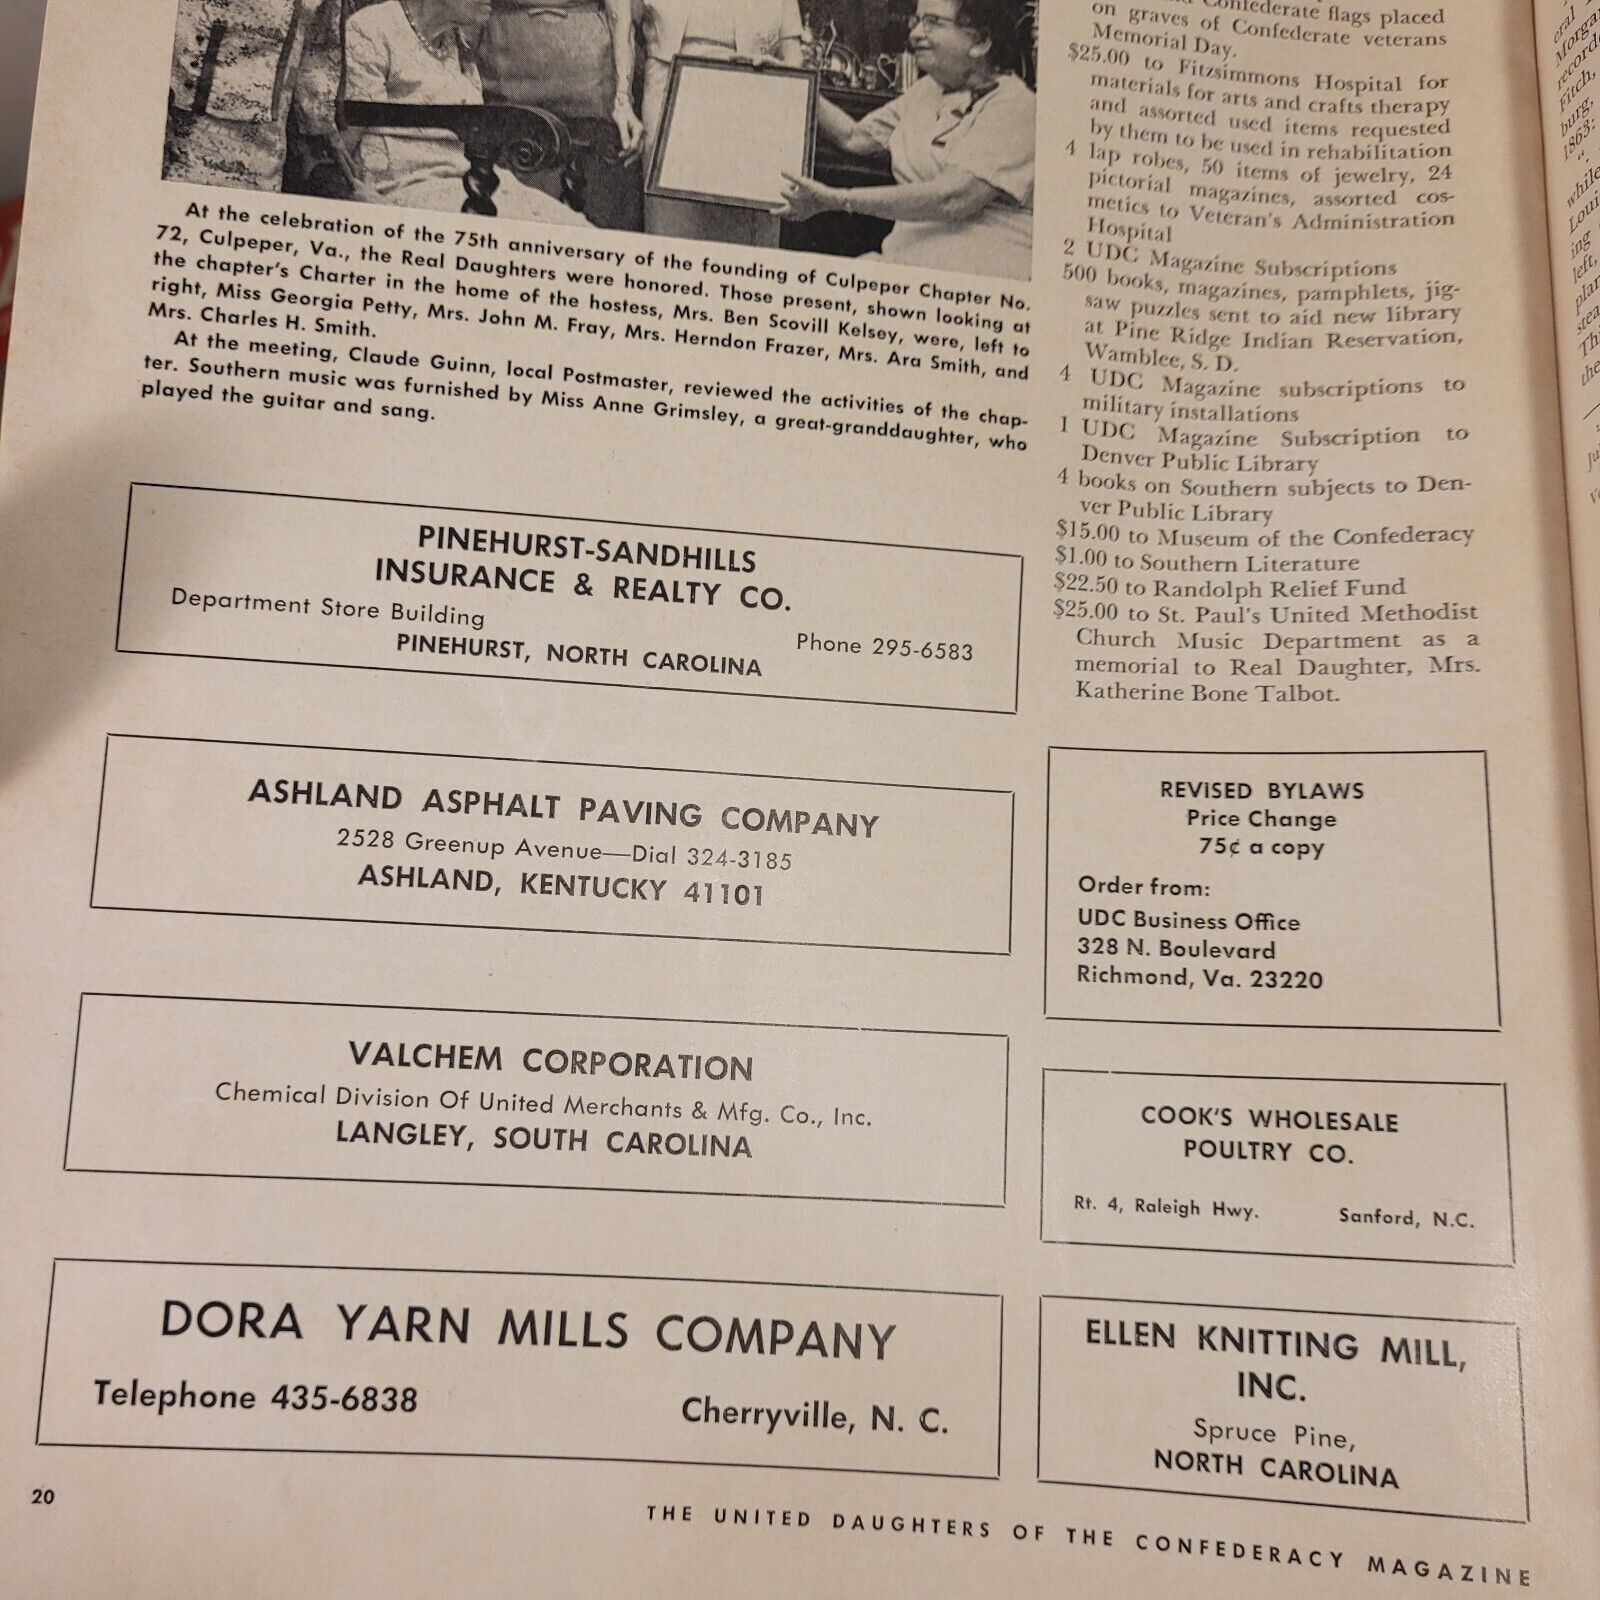 At the celebration of the 75th anniversary of the founding of Culpeper Chapter No.
72, Culpeper, Va., the Real Daughters were honored. Those present, shown looking at
the chapter's Charter in the home of the hostess, Mrs. Ben Scovill Kelsey, were, left to
right, Miss Georgia Petty, Mrs. John M. Fray, Mrs. Herndon Frazer, Mrs. Ara Smith, and
Mrs. Charles H. Smith.
At the meeting, Claude Guinn, local Postmaster, reviewed the activities of the chap-
ter. Southern music was furnished by Miss Anne Grimsley, a great-granddaughter, who
played the guitar and sang.
PINEHURST-SANDHILLS
INSURANCE & REALTY CO.
Department Store Building
Phone 295-6583
PINEHURST, NORTH CAROLINA
ASHLAND ASPHALT PAVING COMPANY
2528 Greenup Avenue—Dial 324-3185
ASHLAND, KENTUCKY 41101
VALCHEM CORPORATION
Chemical Division Of United Merchants & Mfg. Co., Inc.
LANGLEY, SOUTH CAROLINA
DORA YARN MILLS COMPANY
Telephone 435-6838
Cherryville, N. C.
Confederate flags placed
on graves of Confederate veterans
Memorial Day.
$25.00 to Fitzsimmons Hospital for
materials for arts and crafts therapy
and assorted used items requested
by them to be used in rehabilitation
4 lap robes, 50 items of jewelry, 24
pictorial magazines, assorted cos-
metics to Veteran's Administration
Hospital
2 UDC Magazine Subscriptions
500 books, magazines, pamphlets, jig-
saw puzzles sent to aid new library
at Pine Ridge Indian Reservation,
Wamblee, S. D.
4 UDC Magazine subscriptions to
military installations
1 UDC Magazine Subscription to
Denver Public Library
4 books on Southern subjects to Den-
ver Public Library
$15.00 to Museum of the Confederacy
$1.00 to Southern Literature
$22.50 to Randolph Relief Fund
$25.00 to St. Paul's United Methodist
Church Music Department as a
memorial to Real Daughter, Mrs.
Katherine Bone Talbot.
REVISED BYLAWS
Price Change
75¢ a copy
Order from:
UDC Business Office
328 N. Boulevard
Richmond, Va. 23220
COOK'S WHOLESALE
POULTRY CO.
Rt. 4, Raleigh Hwy. Sanford, N.C.
ELLEN KNITTING MILL,
INC.
Spruce Pine,
NORTH CAROLINA
20
THE UNITED DAUGHTERS OF THE CONFEDERACY MAGAZINE
Fitch,
1863:
while